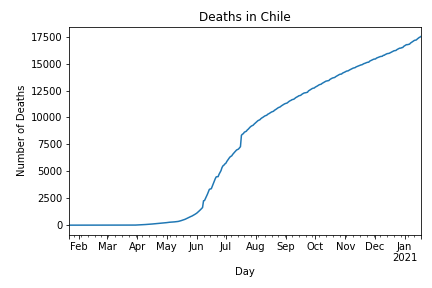 Deaths in Chile
Number of Deaths
17500
15000
12500
10000
7500
5000
2500
0
Feb Mar Apr May Jun Jul Aug Sep Oct Nov Dec Jan
2021
Day